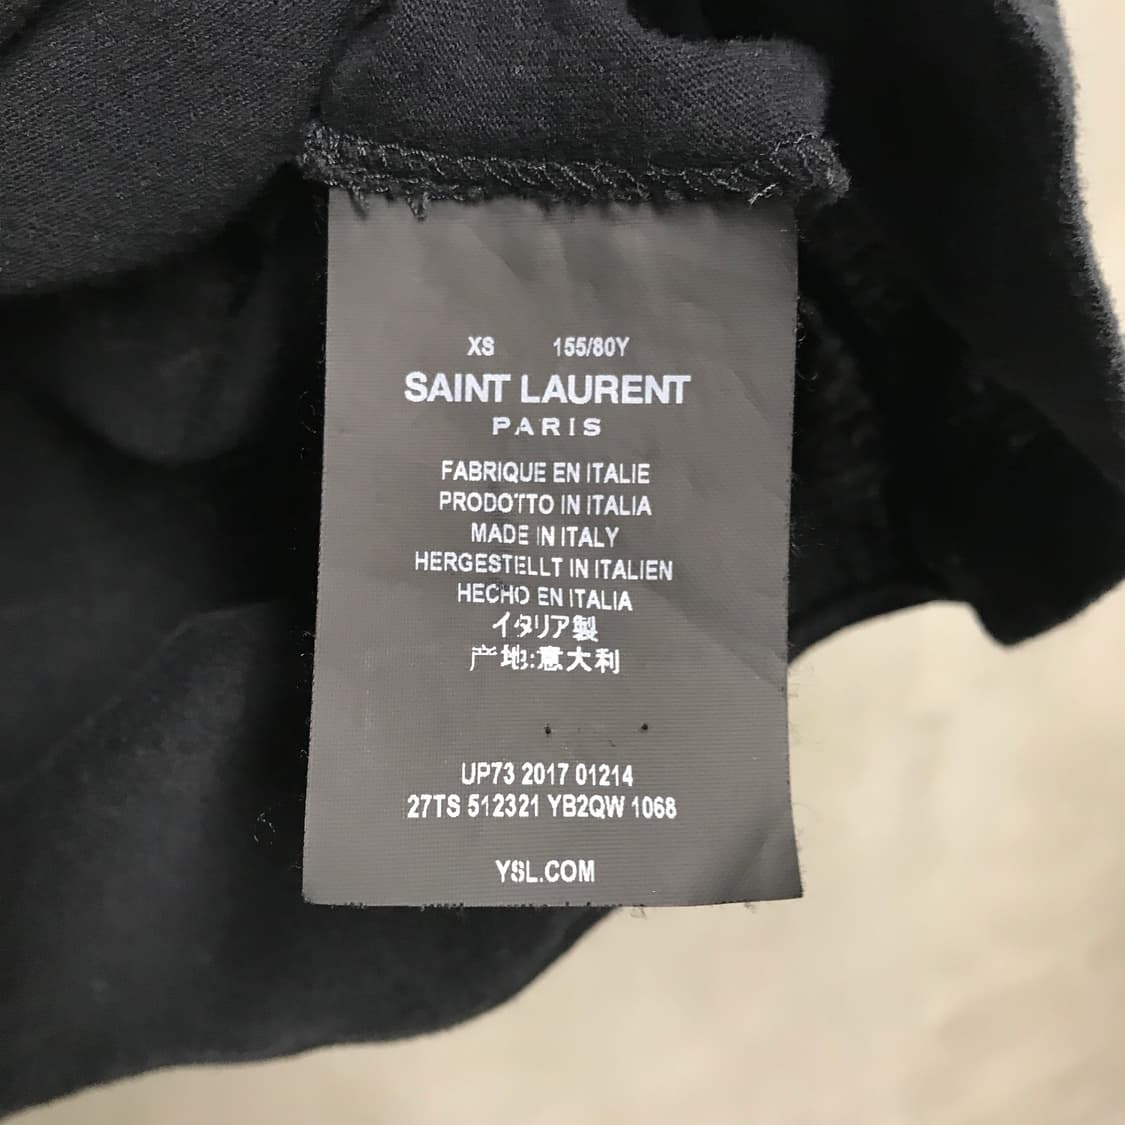 XS 155/80Y
SAINT LAURENT
PARIS
FABRIQUE EN ITALIE
PRODOTTO IN ITALIA
MADE IN ITALY
HERGESTELLT IN ITALIEN
HECHO EN ITALIA
イタリア製
产地:意大利
UP73 2017 01214
27TS 512321 YB2QW 1068
YSL.COM